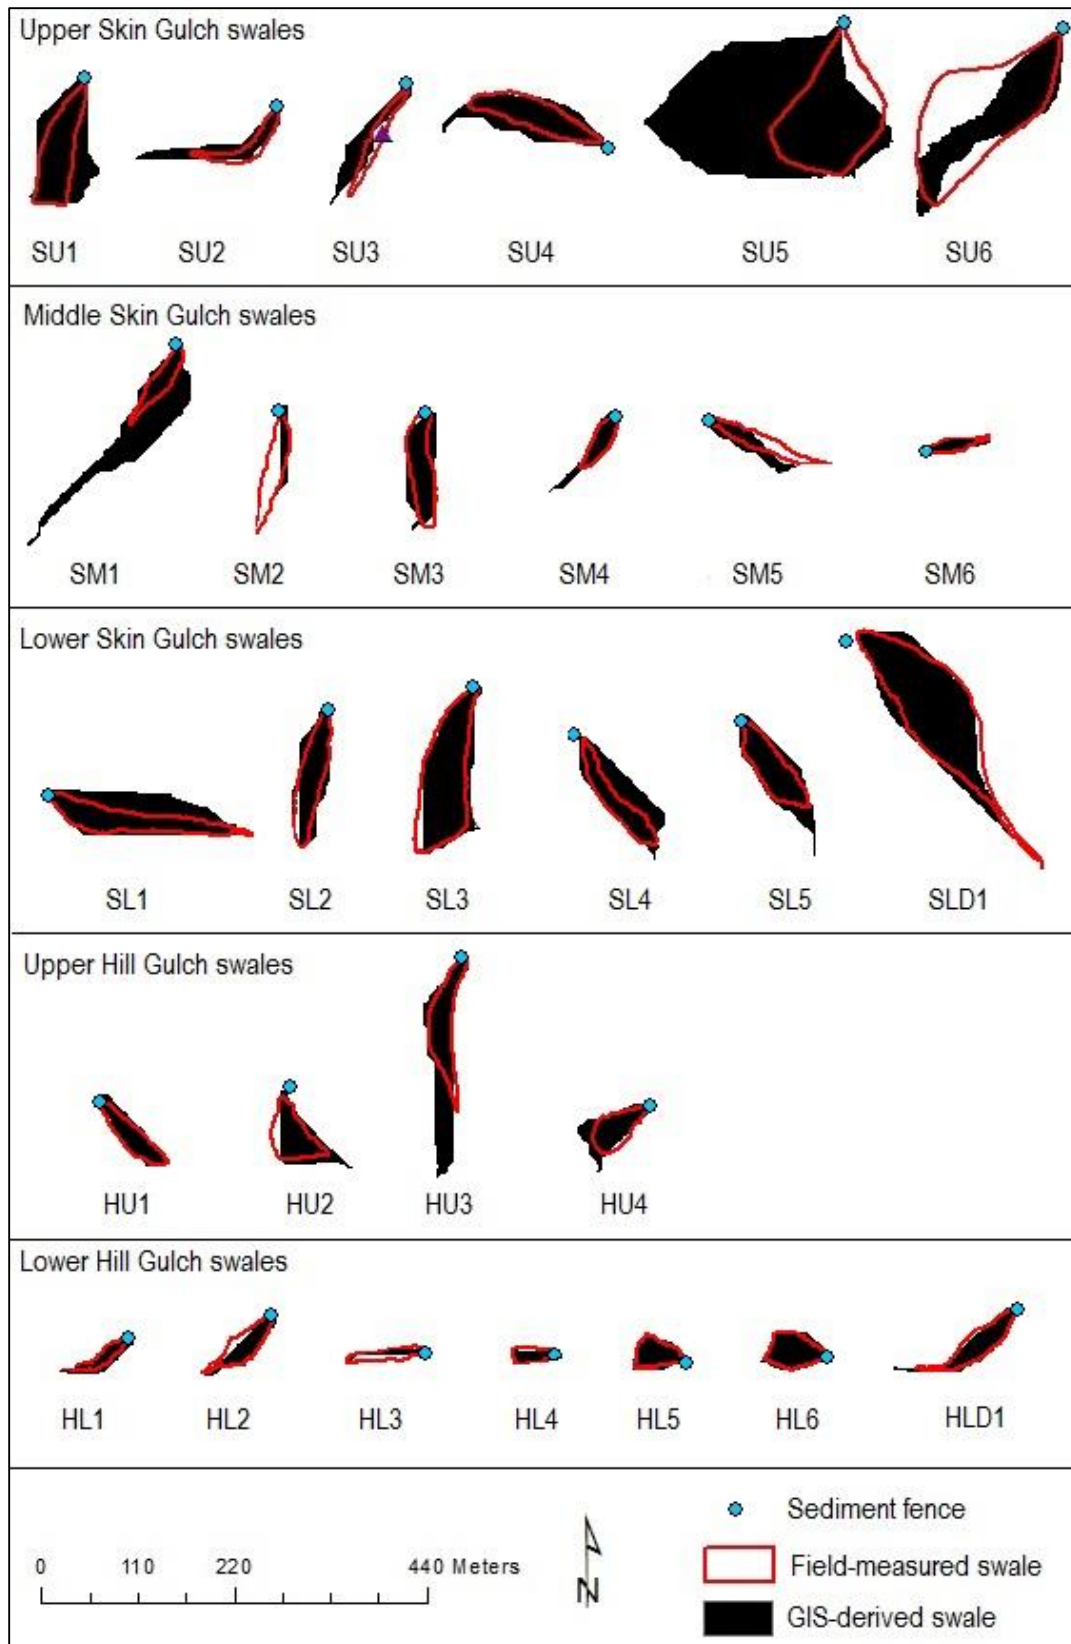 Upper Skin Gulch swales
SU1 SU2 SU3 SU4 SU5 SU6
Middle Skin Gulch swales
SM1 SM2 SM3 SM4 SM5 SM6
Lower Skin Gulch swales
SL1 SL2 SL3 SL4 SL5 SLD1
Upper Hill Gulch swales
HU1 HU2 HU3 HU4
Lower Hill Gulch swales
HL1 HL2 HL3 HL4 HL5 HL6 HLD1
0 110 220 440 Meters
N
Sediment fence
Field-measured swale
GIS-derived swale